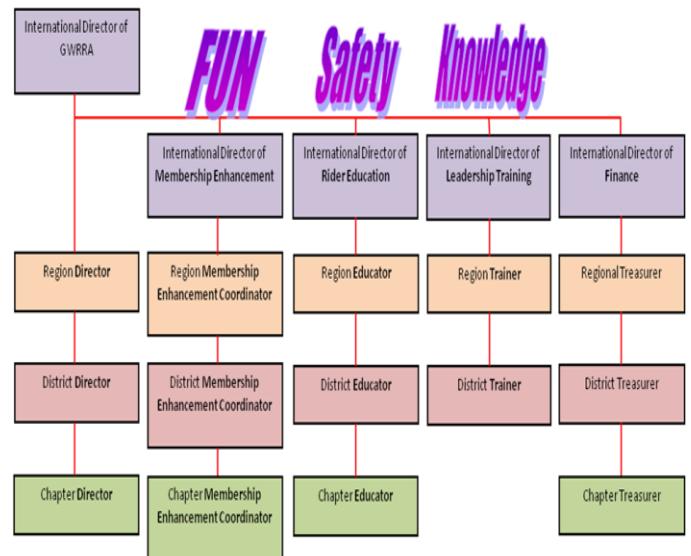 International Director of
GWRRA
FUN
Safety
Knowledge
International Director of
Membership Enhancement
International Director of
Rider Education
International Director of
Leadership Training
International Director of
Finance
Region Director
Region Membership
Enhancement Coordinator
Region Educator
Region Trainer
Regional Treasurer
District Director
District Membership
Enhancement Coordinator
District Educator
District Trainer
District Treasurer
Chapter Director
Chapter Membership
Enhancement Coordinator
Chapter Educator
Chapter Treasurer